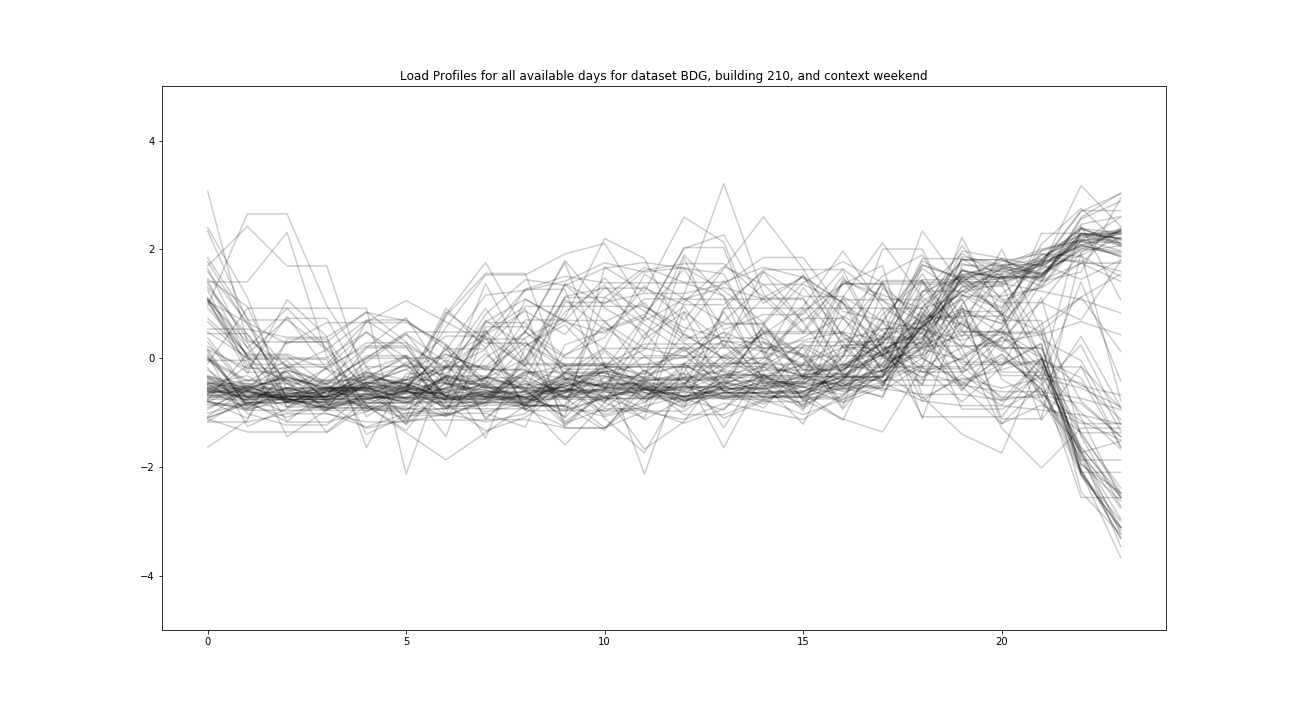 Load Profiles for all available days for dataset BDG, building 210, and context weekend
4
2
0
−2
−4
0 5 10 15 20